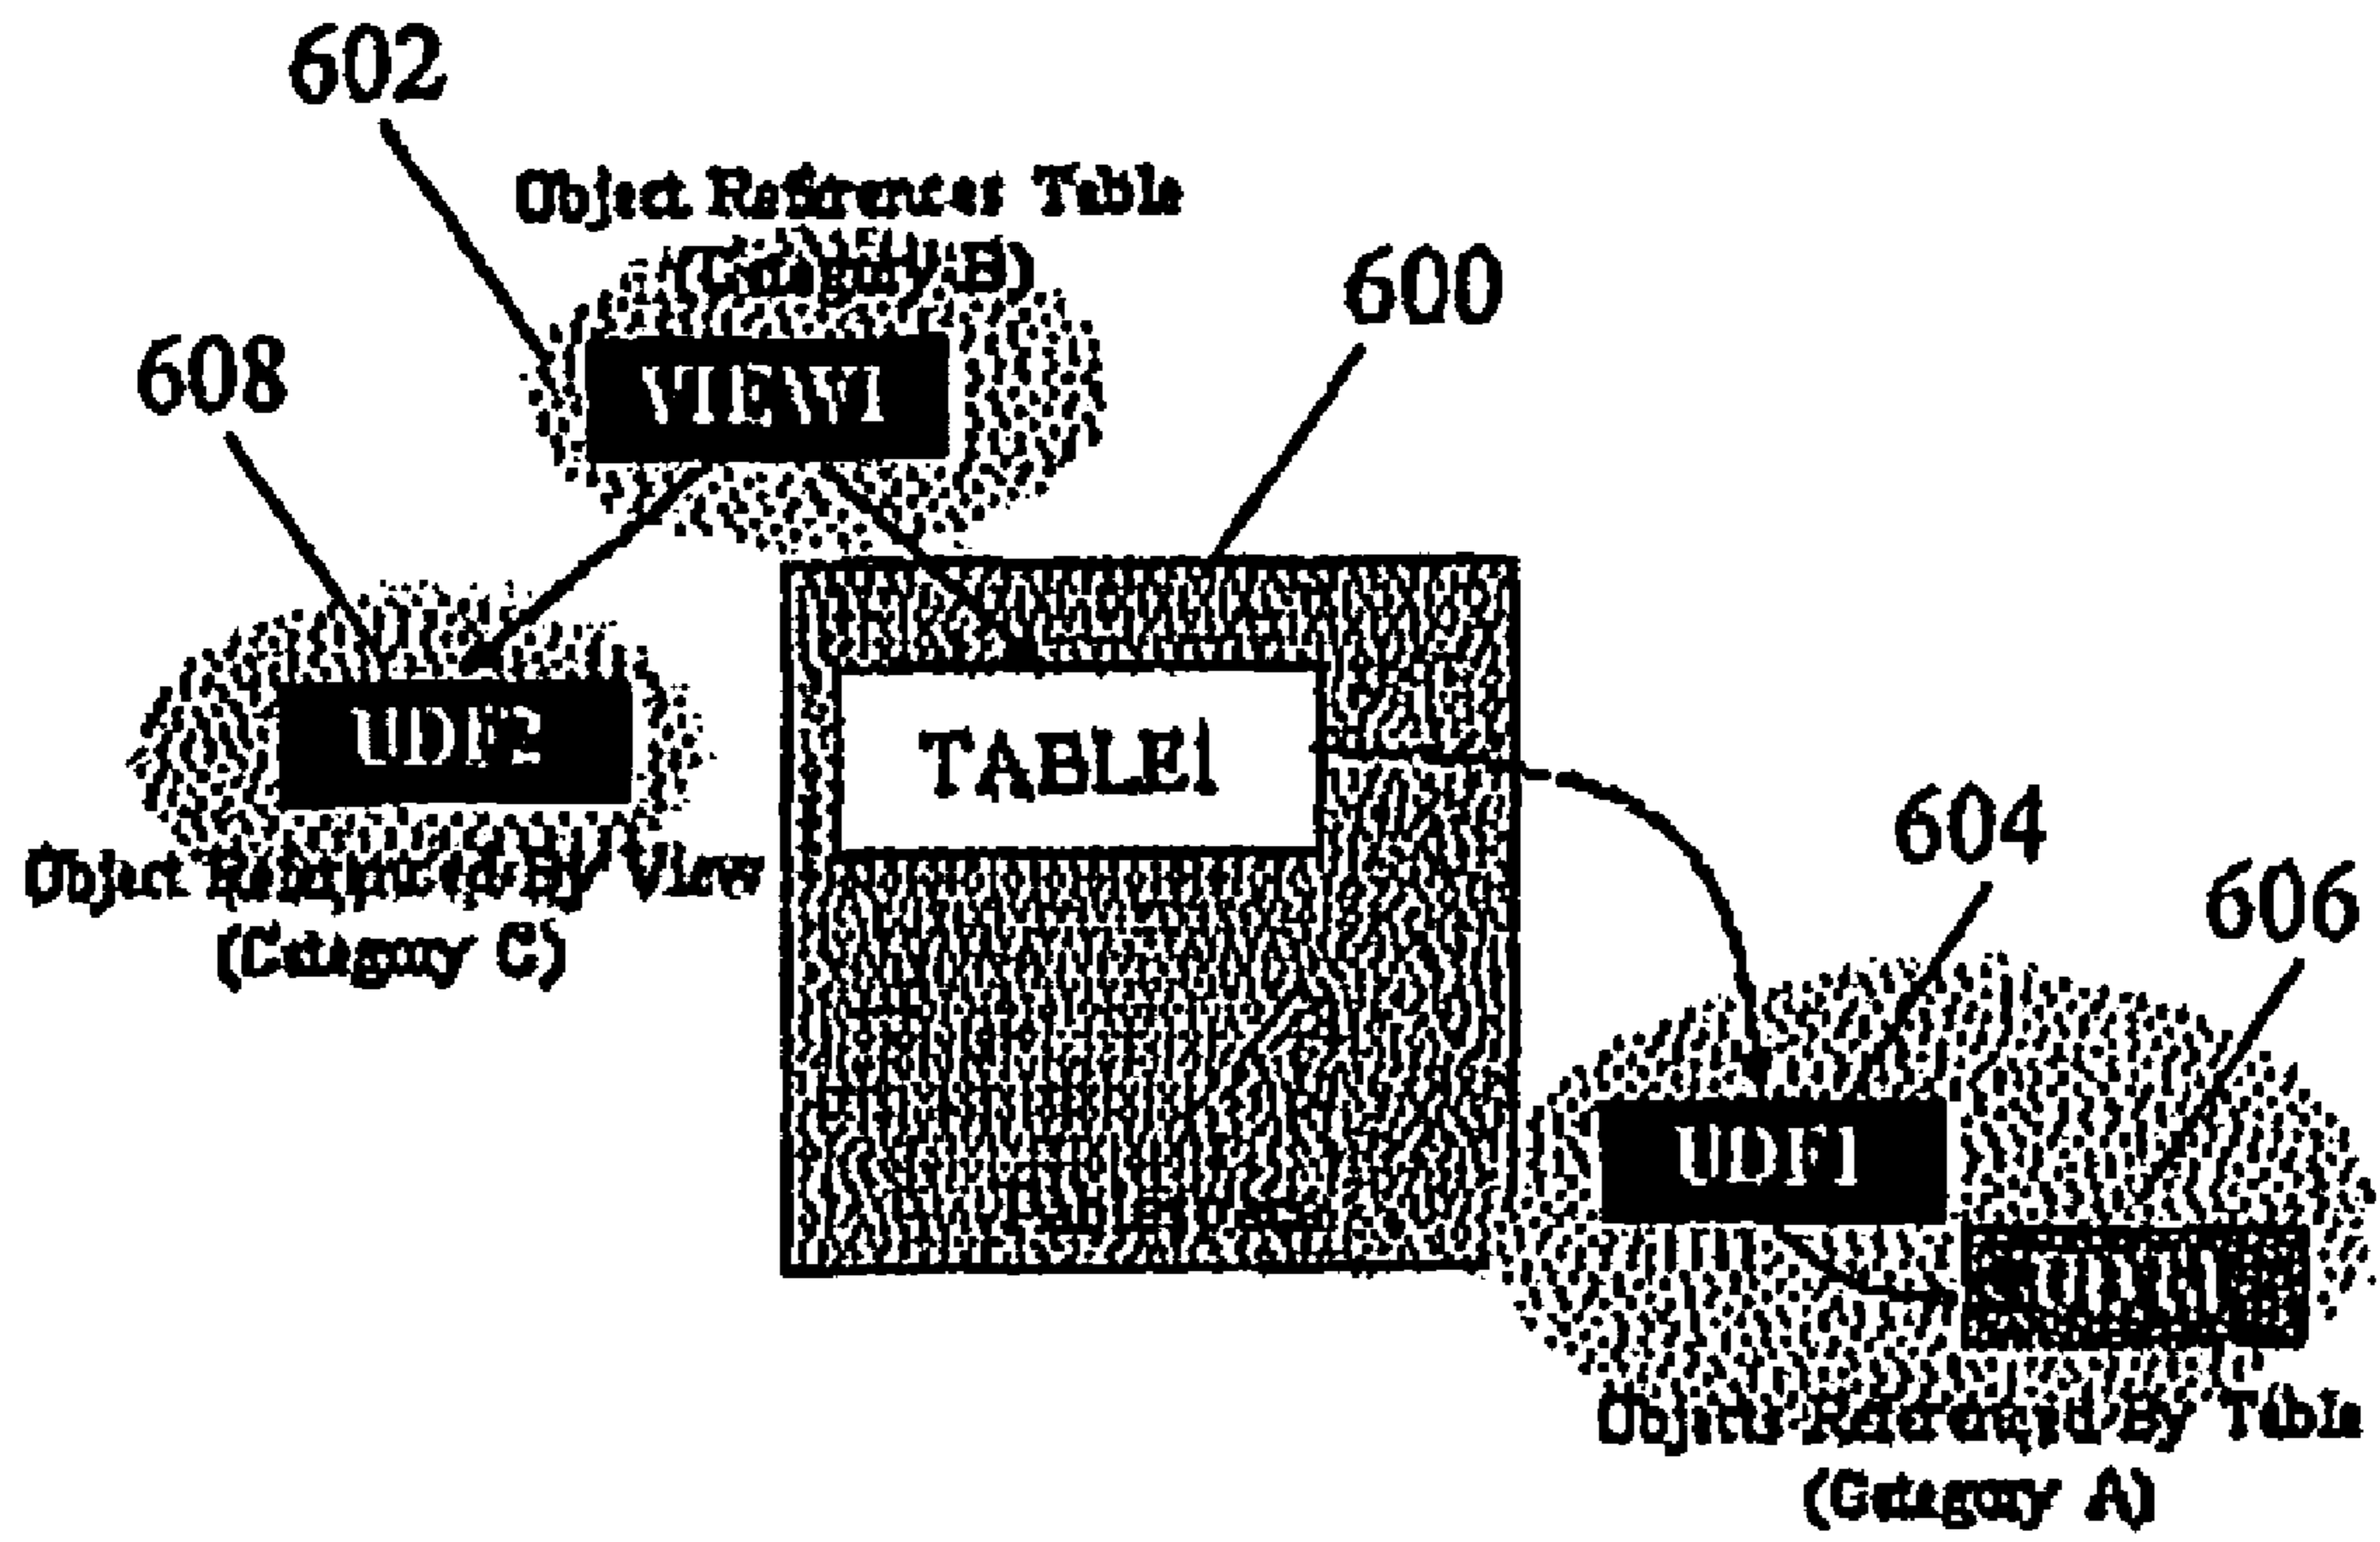 602
Object References Table
(Category B)
600
608
VIEW1
UDF2
TABLE1
Object Referenced By View
(Category C)
604
606
UDF1
Objects Referenced By Table
(Category A)